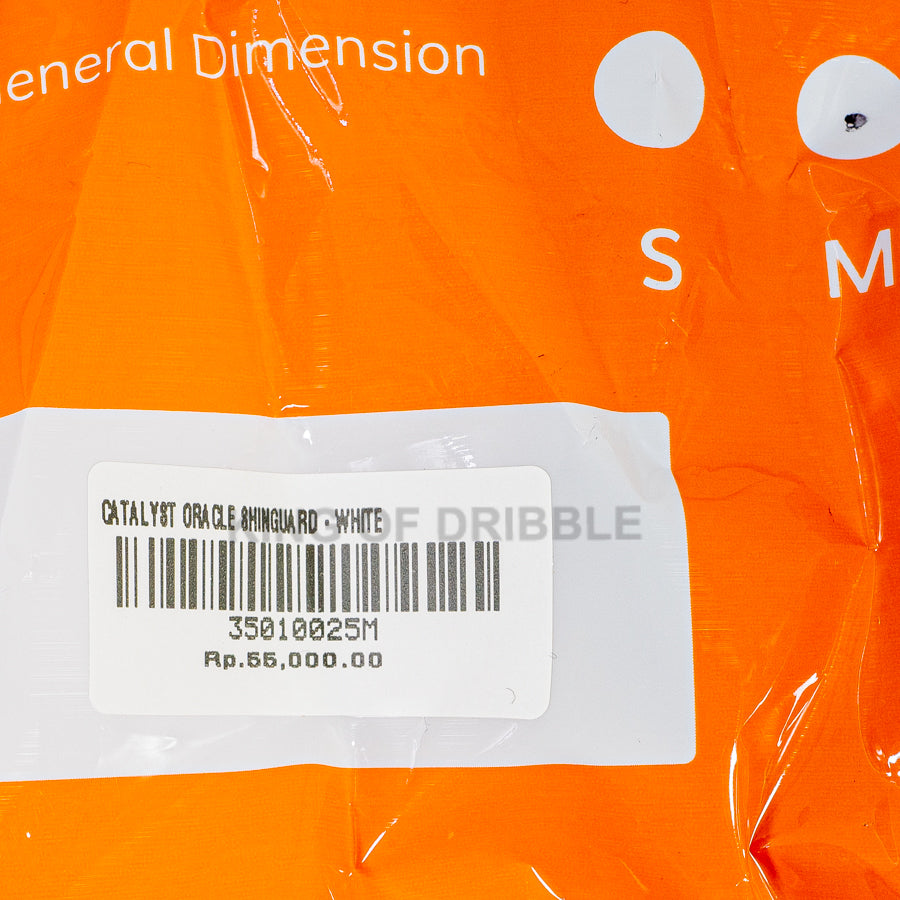 eneral Dimension
S
M
CATALYST ORACLE SHINGUARD - WHITE
KING OF DRIBBLE
35010025M
Rp.55,000.00